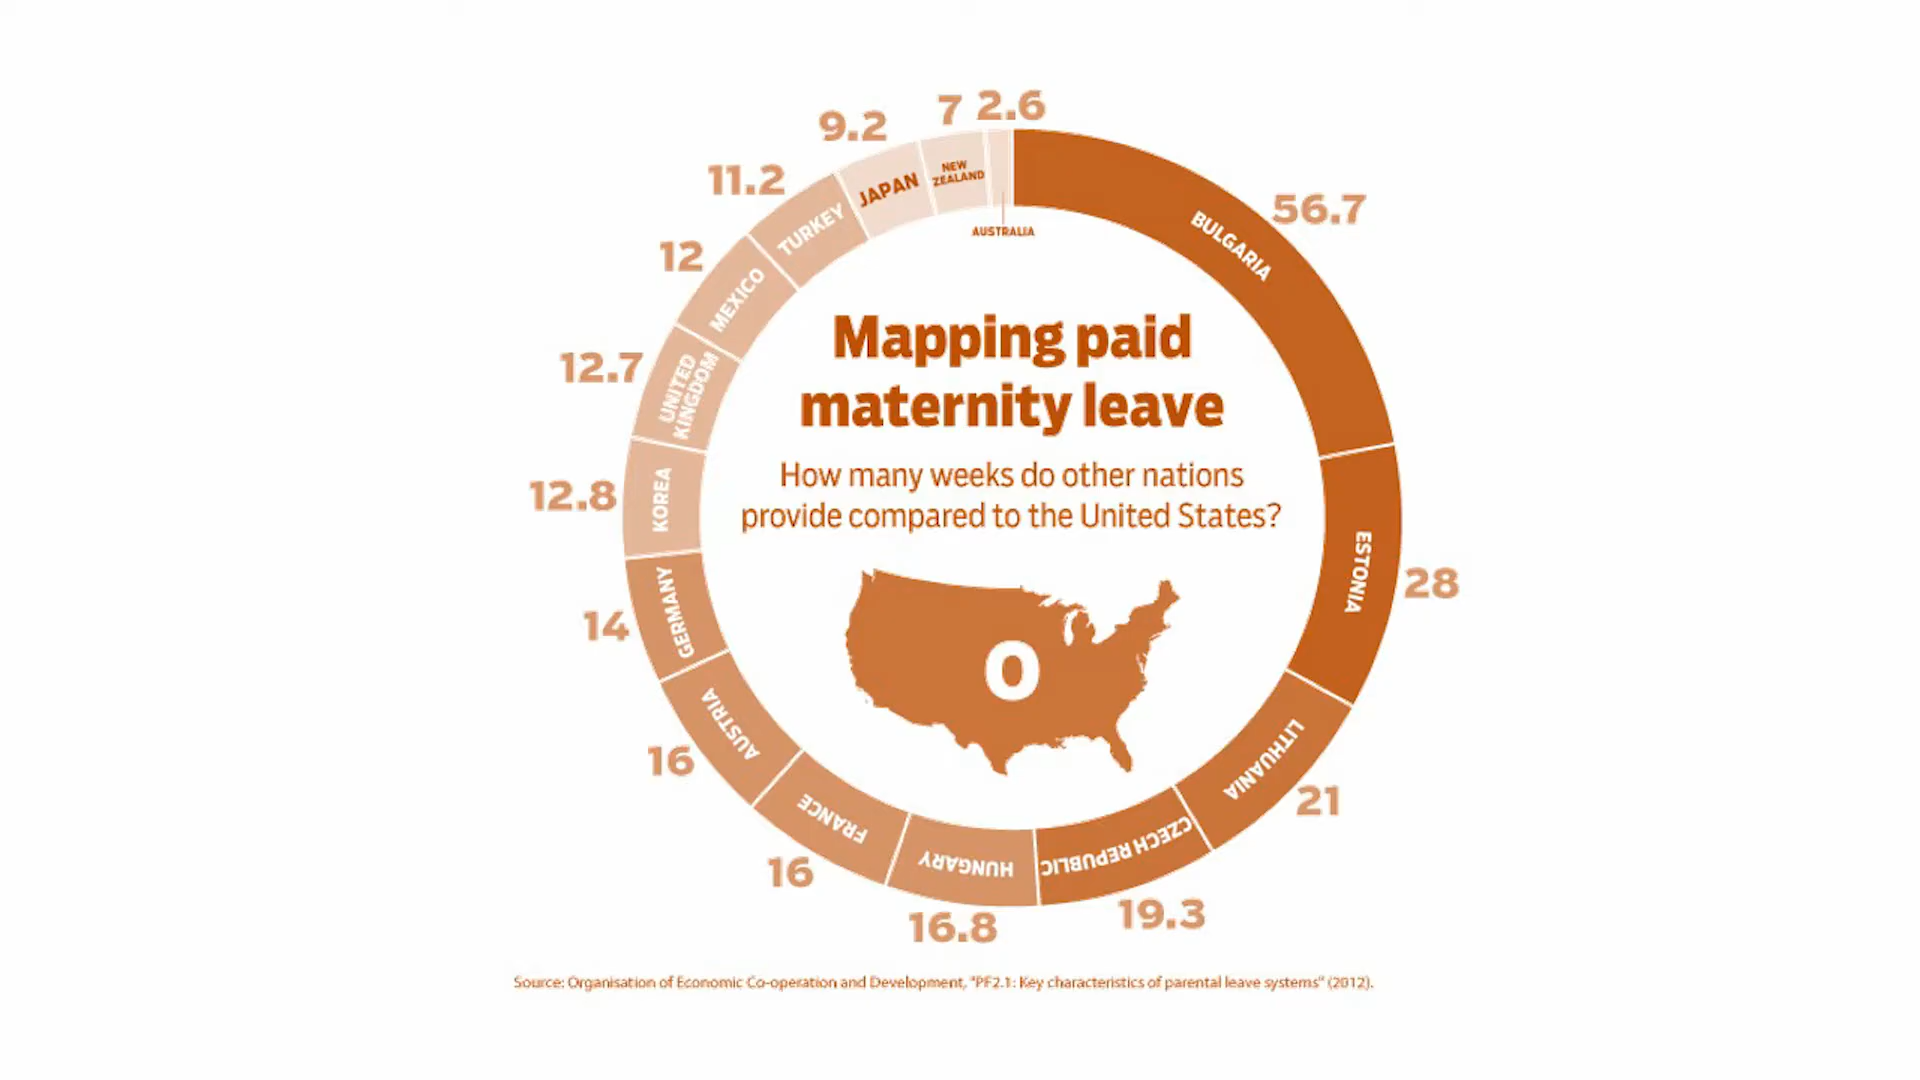 7 2.6
9.2
11.2
12
12.7
12.8
14
16
16
16.8
19.3
21
28
56.7
BULGARIA
ESTONIA
LITHUANIA
CZECH REPUBLIC
HUNGARY
FRANCE
AUSTRIA
GERMANY
KOREA
UNITED
KINGDOM
MEXICO
TURKEY
JAPAN
NEW
ZEALAND
AUSTRALIA
Mapping paid
maternity leave
How many weeks do other nations
provide compared to the United States?
0
Source: Organisation of Economic Co-operation and Development, "PF2.1: Key characteristics of parental leave systems" (2012).